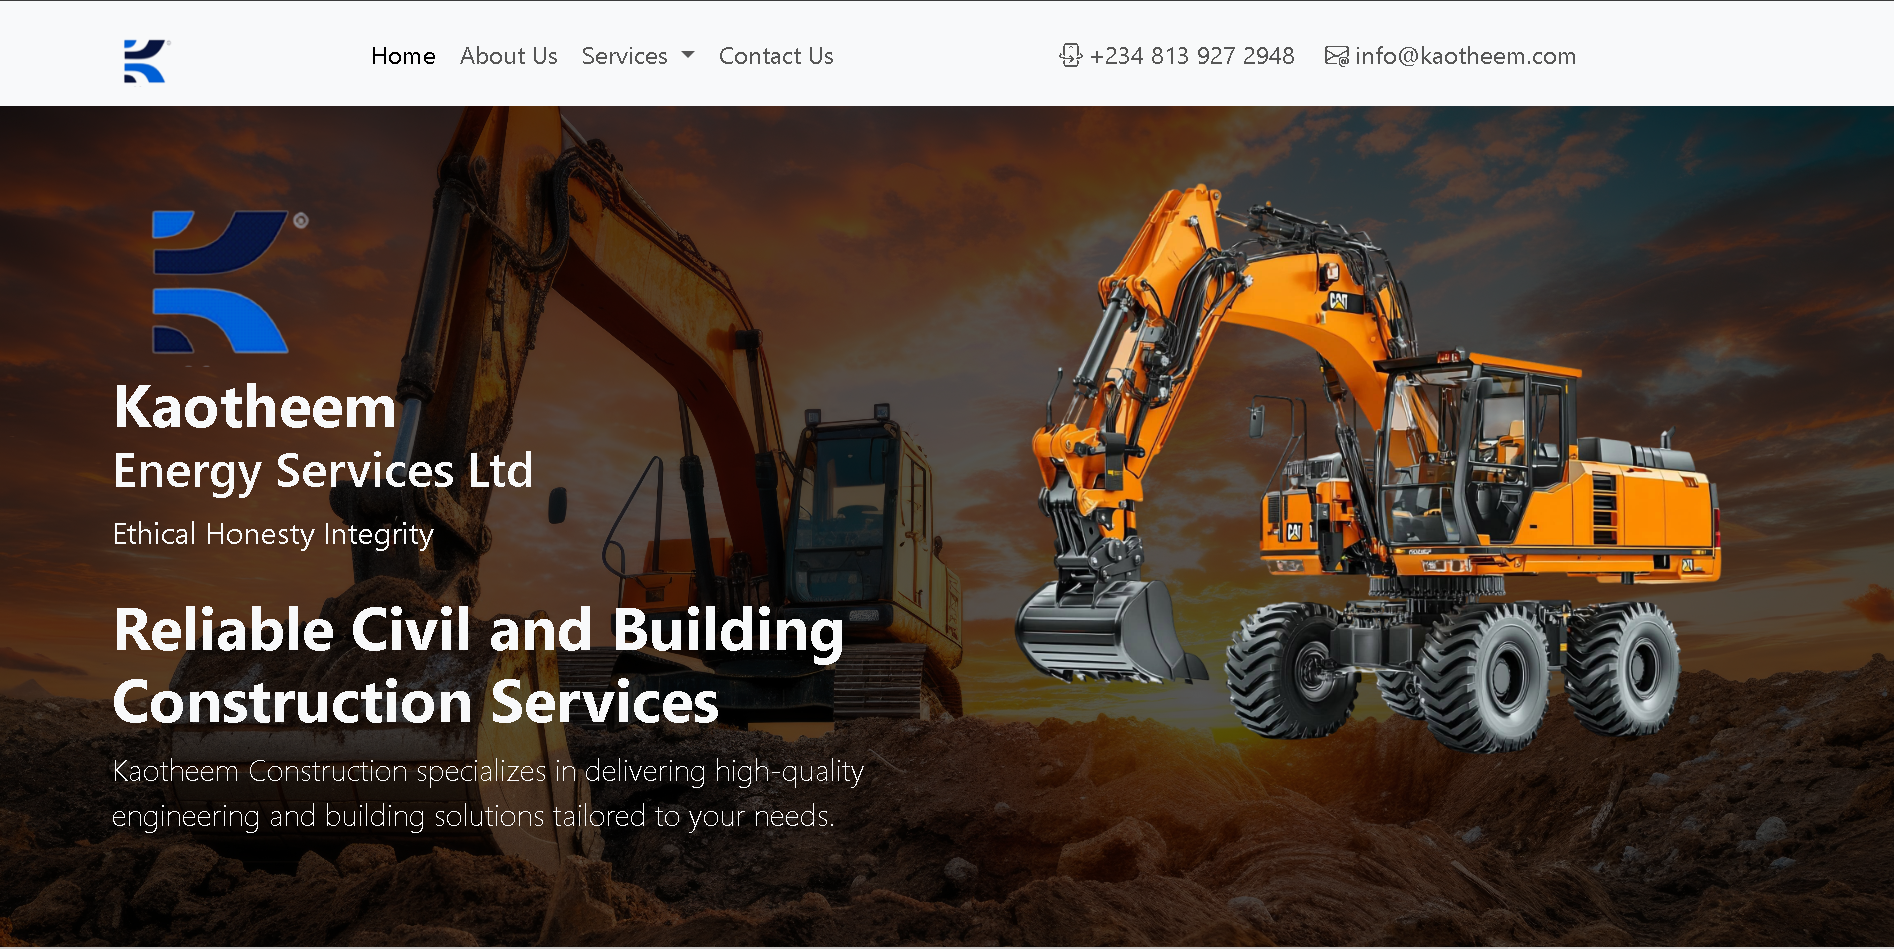 Home About Us Services Contact Us +234 813 927 2948 info@kaotheem.com
Kaotheem
Energy Services Ltd
Ethical Honesty Integrity
Reliable Civil and Building
Construction Services
Kaotheem Construction specializes in delivering high-quality
engineering and building solutions tailored to your needs.
CAT
CAT